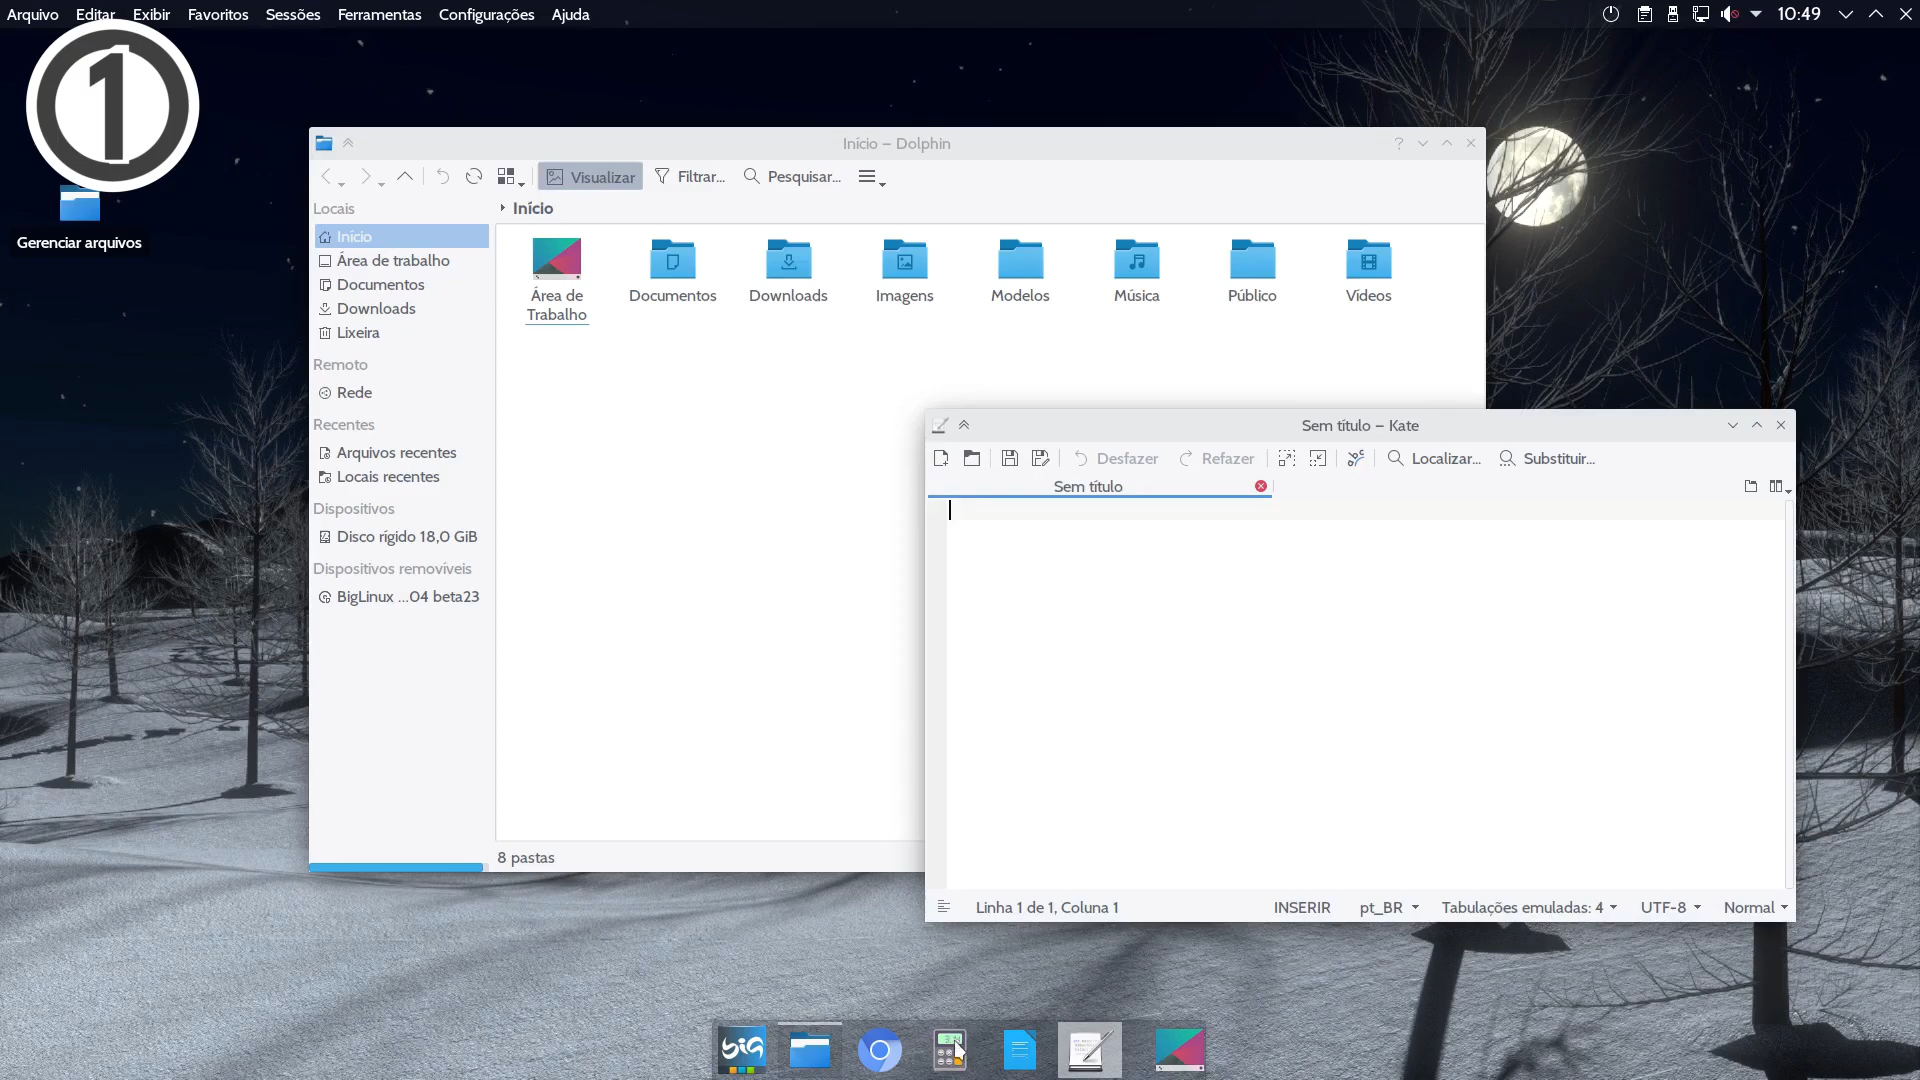 Arquivo Editar Exibir Favoritos Sessões Ferramentas Configurações Ajuda
10:49
1
Gerenciar arquivos
Início – Dolphin
Visualizar Filtrar... Pesquisar...
Locais
Início
Início
Área de trabalho
Documentos
Downloads
Lixeira
Remoto
Rede
Recentes
Arquivos recentes
Locais recentes
Dispositivos
Disco rígido 18,0 GiB
Dispositivos removíveis
BigLinux ...04 beta23
Área de
Trabalho
Documentos
Downloads
Imagens
Modelos
Música
Público
Vídeos
8 pastas
Sem título – Kate
Desfazer Refazer Localizar... Substituir...
Sem título
Linha 1 de 1, Coluna 1 INSERIR pt_BR Tabulações emuladas: 4 UTF-8 Normal
big